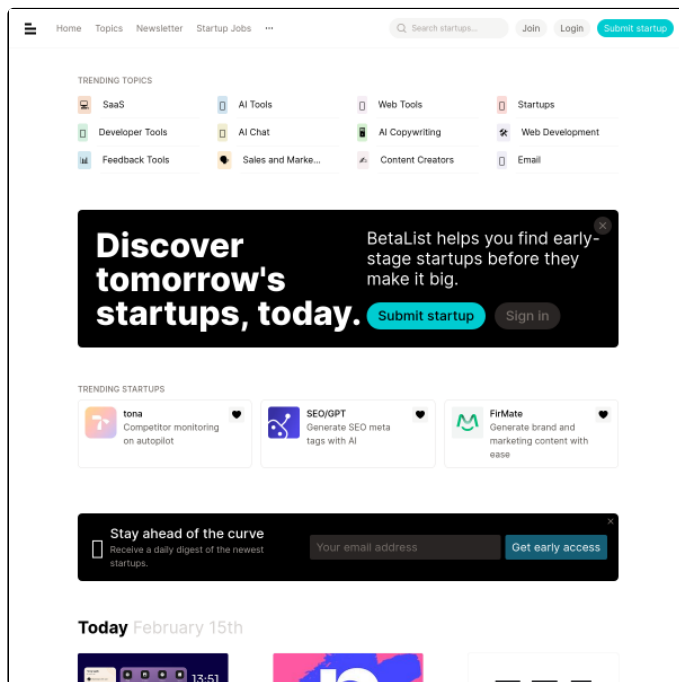 Home Topics Newsletter Startup Jobs ··· Search startups... Join Login Submit startup
TRENDING TOPICS
SaaS AI Tools Web Tools Startups
Developer Tools AI Chat AI Copywriting Web Development
Feedback Tools Sales and Marke... Content Creators Email
Discover
tomorrow's
startups, today.
BetaList helps you find early-
stage startups before they
make it big.
Submit startup Sign in
TRENDING STARTUPS
tona
Competitor monitoring
on autopilot
SEO/GPT
Generate SEO meta
tags with AI
FirMate
Generate brand and
marketing content with
ease
Stay ahead of the curve
Receive a daily digest of the newest
startups.
Your email address Get early access
Today February 15th
13:51